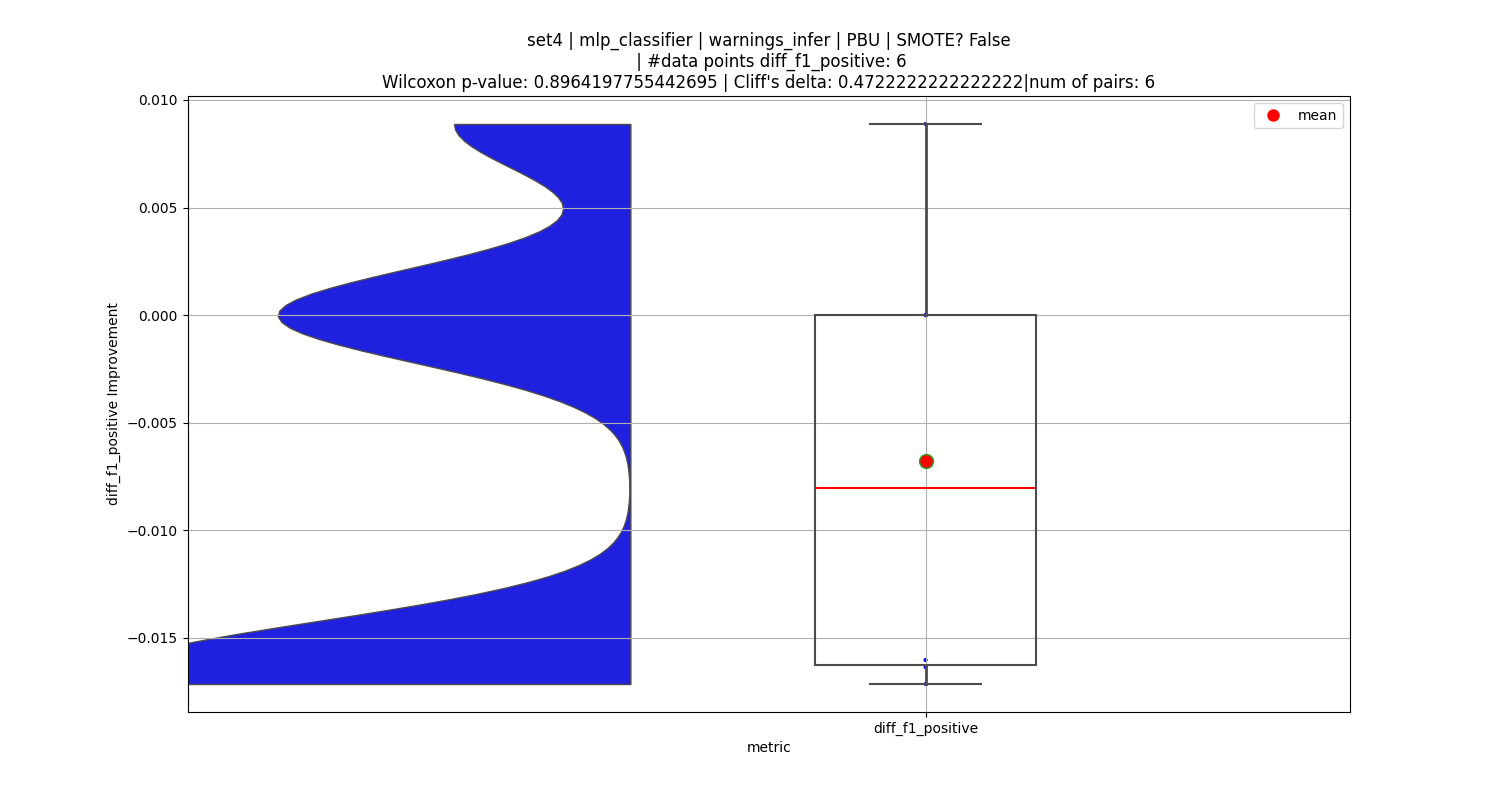 set4 | mlp_classifier | warnings_infer | PBU | SMOTE? False
| #data points diff_f1_positive: 6
Wilcoxon p-value: 0.8964197755442695 | Cliff's delta: 0.4722222222222222|num of pairs: 6
mean
0.010
0.005
0.000
−0.005
−0.010
−0.015
diff_f1_positive Improvement
diff_f1_positive
metric